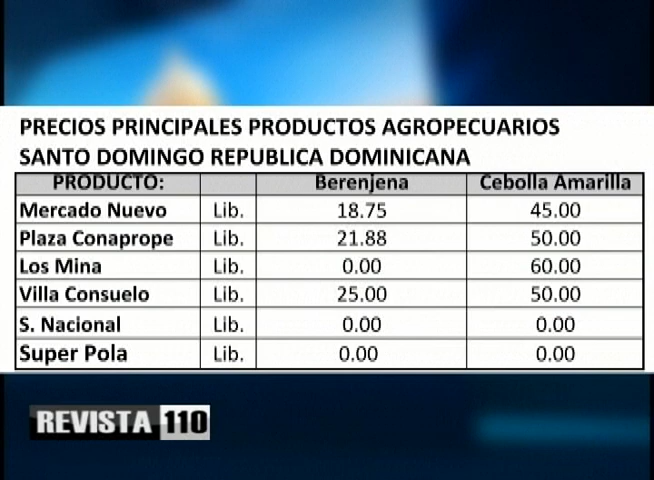 PRECIOS PRINCIPALES PRODUCTOS AGROPECUARIOS
SANTO DOMINGO REPUBLICA DOMINICANA
PRODUCTO: Berenjena Cebolla Amarilla
Mercado Nuevo Lib. 18.75 45.00
Plaza Conaprope Lib. 21.88 50.00
Los Mina Lib. 0.00 60.00
Villa Consuelo Lib. 25.00 50.00
S. Nacional Lib. 0.00 0.00
Super Pola Lib. 0.00 0.00
REVISTA 110